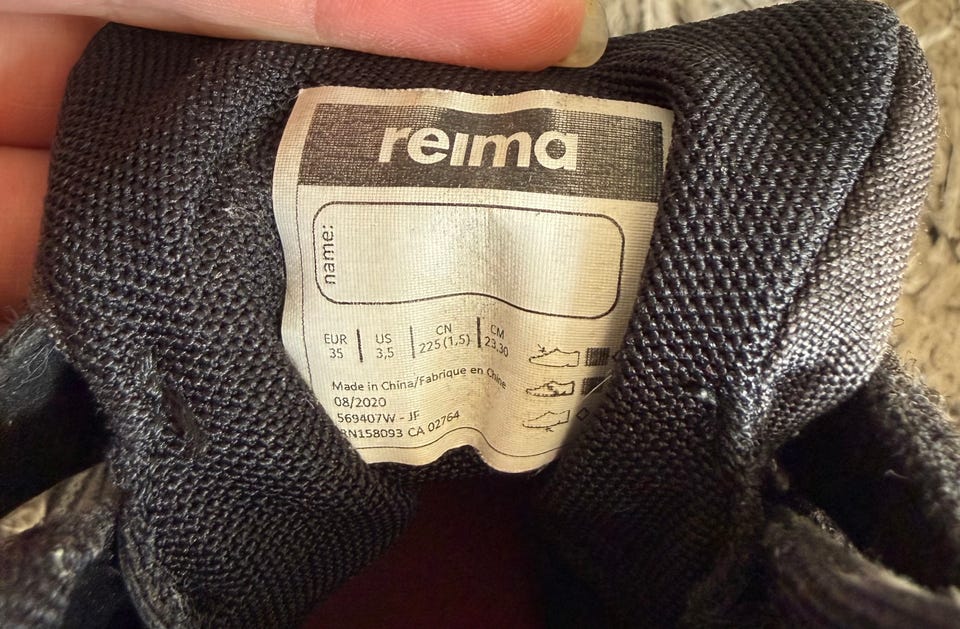 reima
name:
EUR US CN CM
35 3,5 225(1,5) 23,30
Made in China/Fabrique en Chine
08/2020
569407W - JF
RN158093 CA 02764